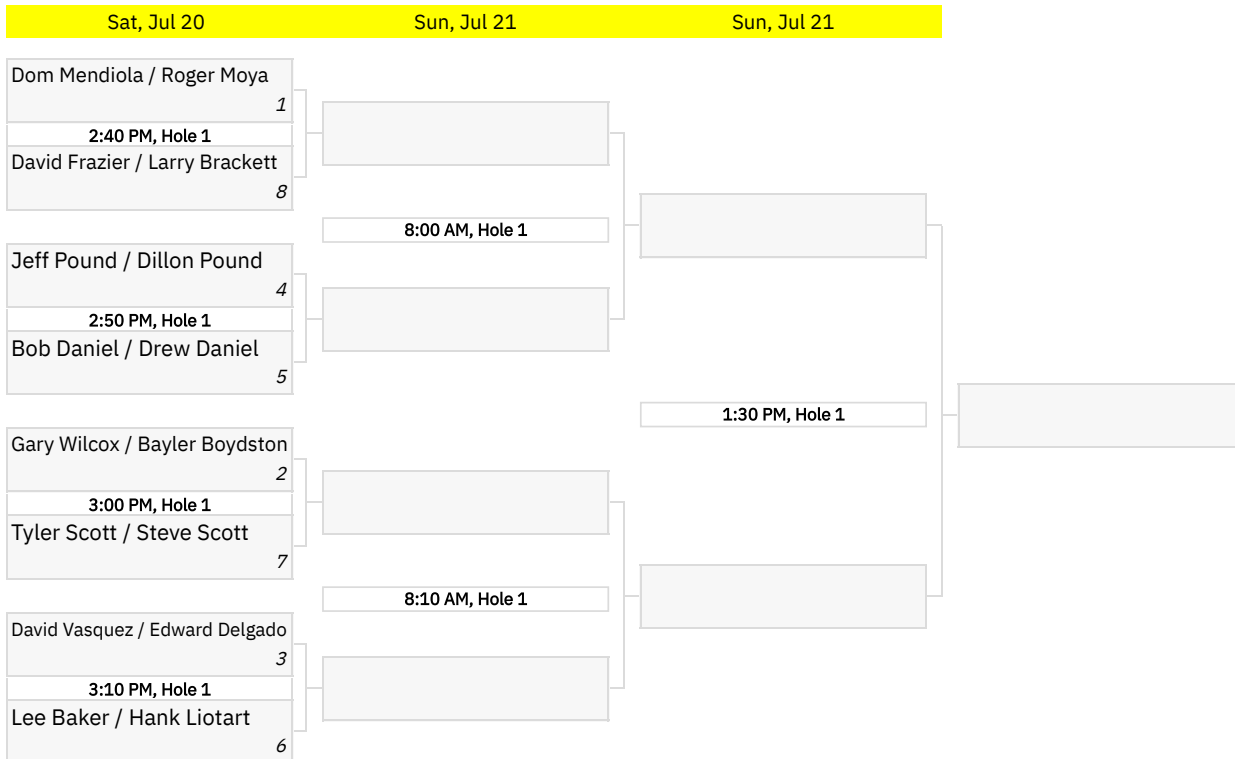 Sat, Jul 20
Sun, Jul 21
Sun, Jul 21
Dom Mendiola / Roger Moya
1
2:40 PM, Hole 1
David Frazier / Larry Brackett
8
8:00 AM, Hole 1
Jeff Pound / Dillon Pound
4
2:50 PM, Hole 1
Bob Daniel / Drew Daniel
5
1:30 PM, Hole 1
Gary Wilcox / Bayler Boydston
2
3:00 PM, Hole 1
Tyler Scott / Steve Scott
7
8:10 AM, Hole 1
David Vasquez / Edward Delgado
3
3:10 PM, Hole 1
Lee Baker / Hank Liotart
6